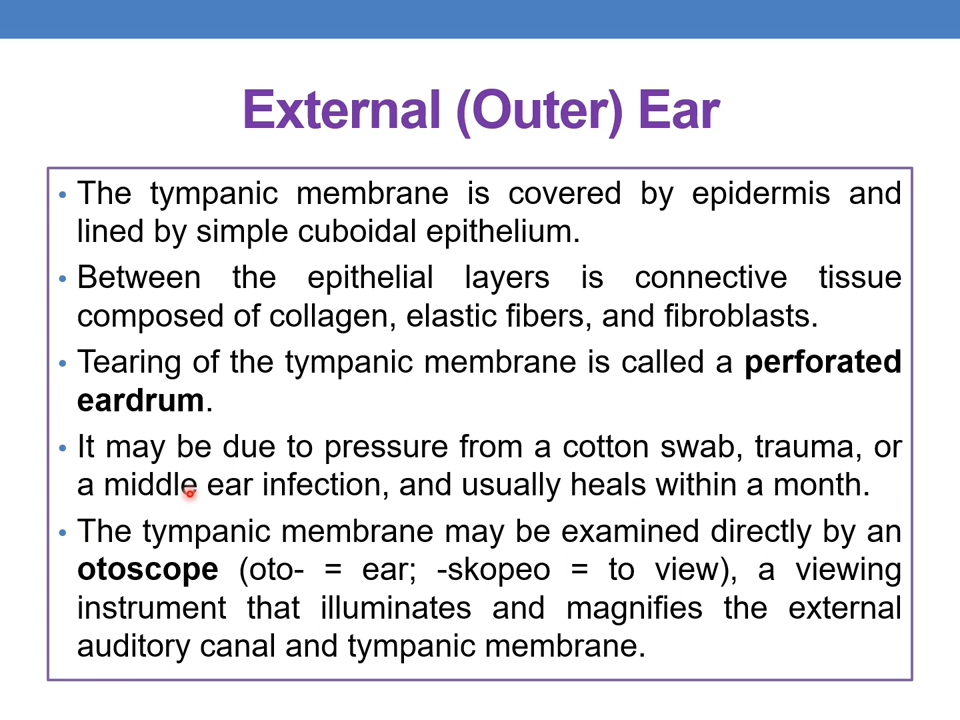 External (Outer) Ear
• The tympanic membrane is covered by epidermis and
lined by simple cuboidal epithelium.
• Between the epithelial layers is connective tissue
composed of collagen, elastic fibers, and fibroblasts.
• Tearing of the tympanic membrane is called a perforated
eardrum.
• It may be due to pressure from a cotton swab, trauma, or
a middle ear infection, and usually heals within a month.
• The tympanic membrane may be examined directly by an
otoscope (oto- = ear; -skopeo = to view), a viewing
instrument that illuminates and magnifies the external
auditory canal and tympanic membrane.